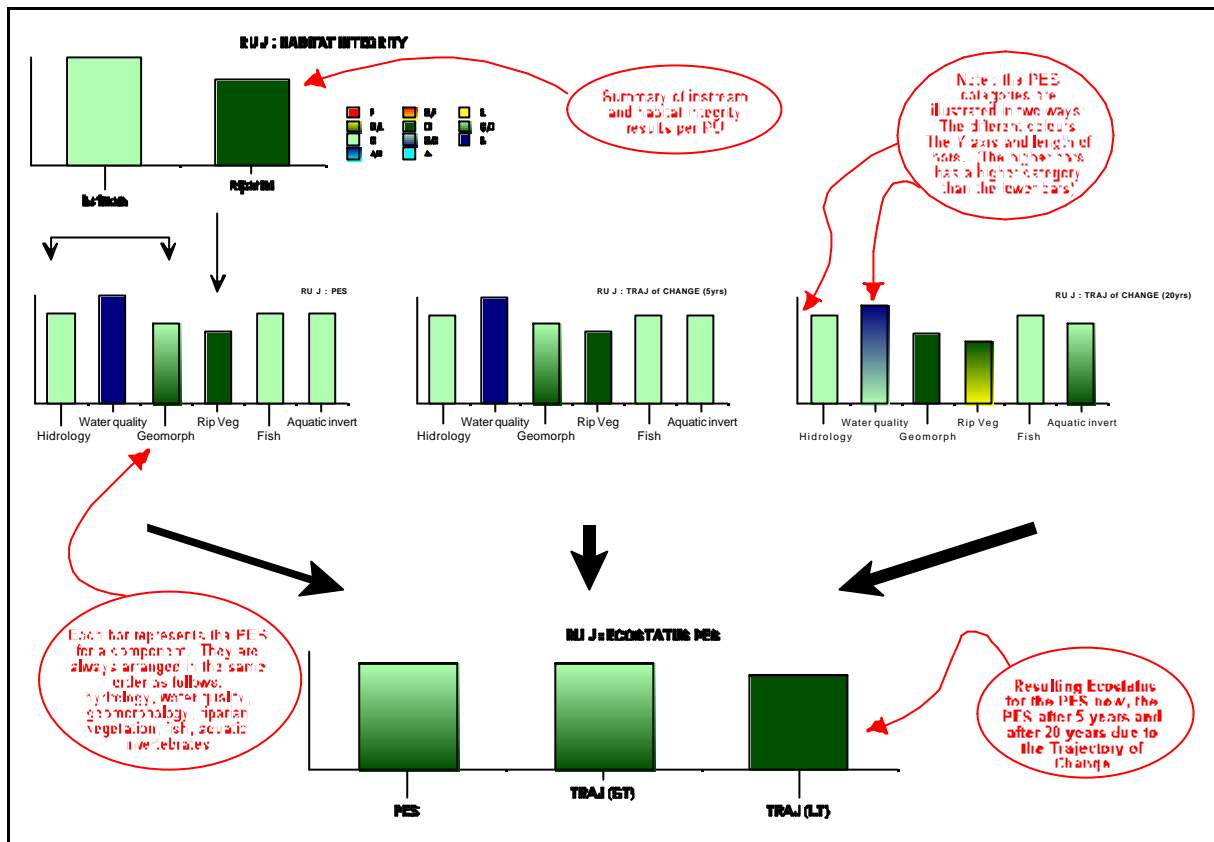 RU J : HABITAT INTEGRITY
Instream
Riparian
F
E
D
C/D
C
B/C
A/B
A
Summary of instream
and habitat integrity
results per RU
Note: the PES
categories are
illustrated in two ways:
The different colours
The Y axis and length of
bars. (The higher bars
has a higher category
than the lower bars)
RU J : PES
Hidrology
Water quality
Geomorph
Rip Veg
Fish
Aquatic invert
RU J : TRAJ of CHANGE (5yrs)
Hidrology
Water quality
Geomorph
Rip Veg
Fish
Aquatic invert
RU J : TRAJ of CHANGE (20yrs)
Hidrology
Water quality
Geomorph
Rip Veg
Fish
Aquatic invert
Each bar represents the PES
for a component. They are
always arranged in the same
order as follows:
hydrology, water quality,
geomorphology, riparian
vegetation, fish, aquatic
invertebrates
RU J : ECOSTATUS PES
PES
TRAJ (ST)
TRAJ (LT)
Resulting Ecostatus
for the PES now, the
PES after 5 years and
after 20 years due to
the Trajectory of
Change